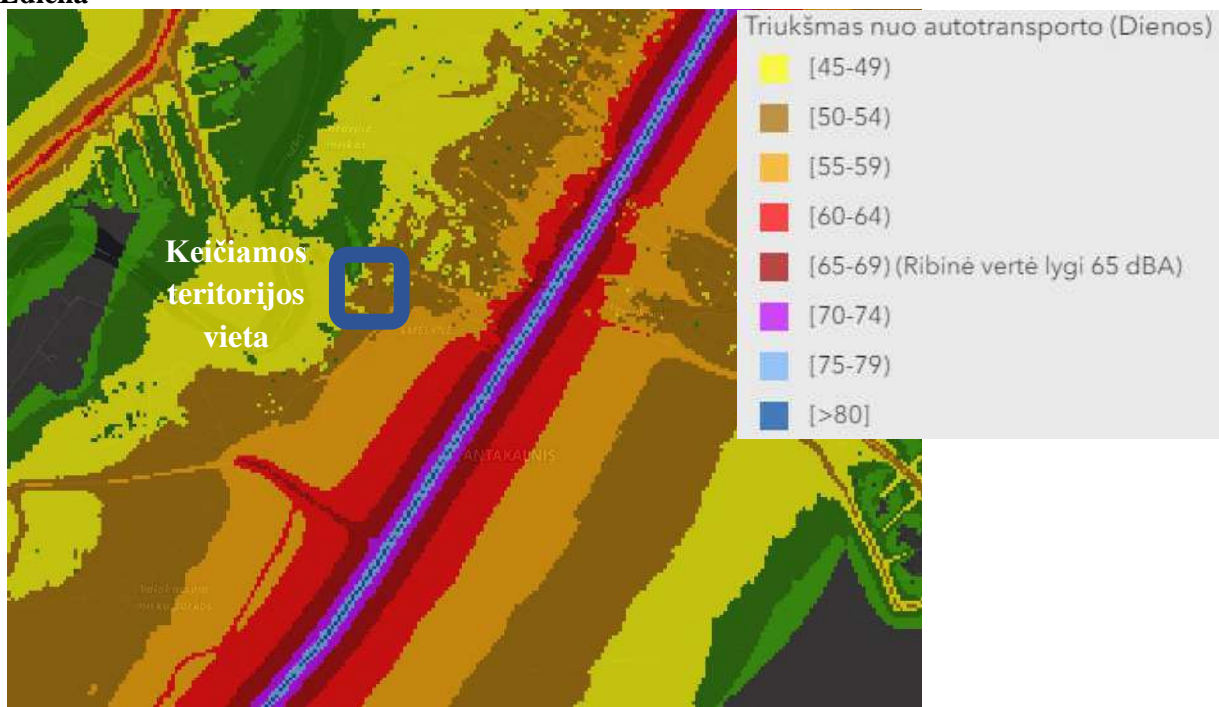 Ldiena
Triukšmas nuo autotransporto (Dienos)
[45-49)
[50-54)
[55-59)
[60-64)
[65-69) (Ribinė vertė lygi 65 dBA)
[70-74)
[75-79)
[>80]
Keičiamos
teritorijos
vieta
ANTAKALNIS